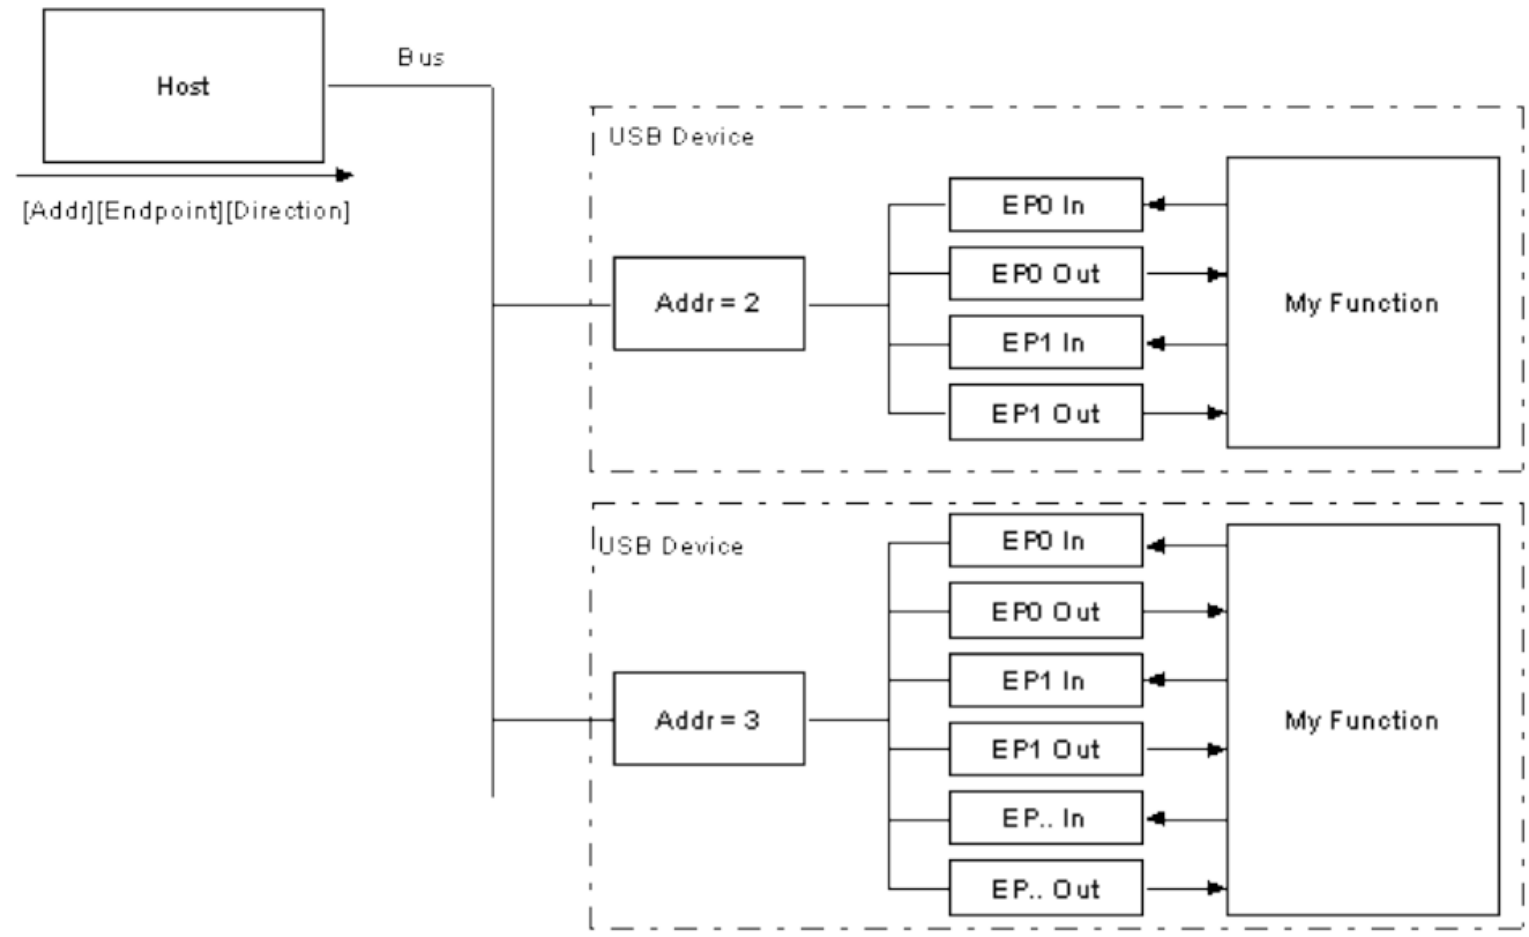 Host
Bus
[Addr][Endpoint][Direction]
USB Device
Addr = 2
EP0 In
EP0 Out
EP1 In
EP1 Out
My Function
USB Device
Addr = 3
EP0 In
EP0 Out
EP1 In
EP1 Out
EP.. In
EP.. Out
My Function